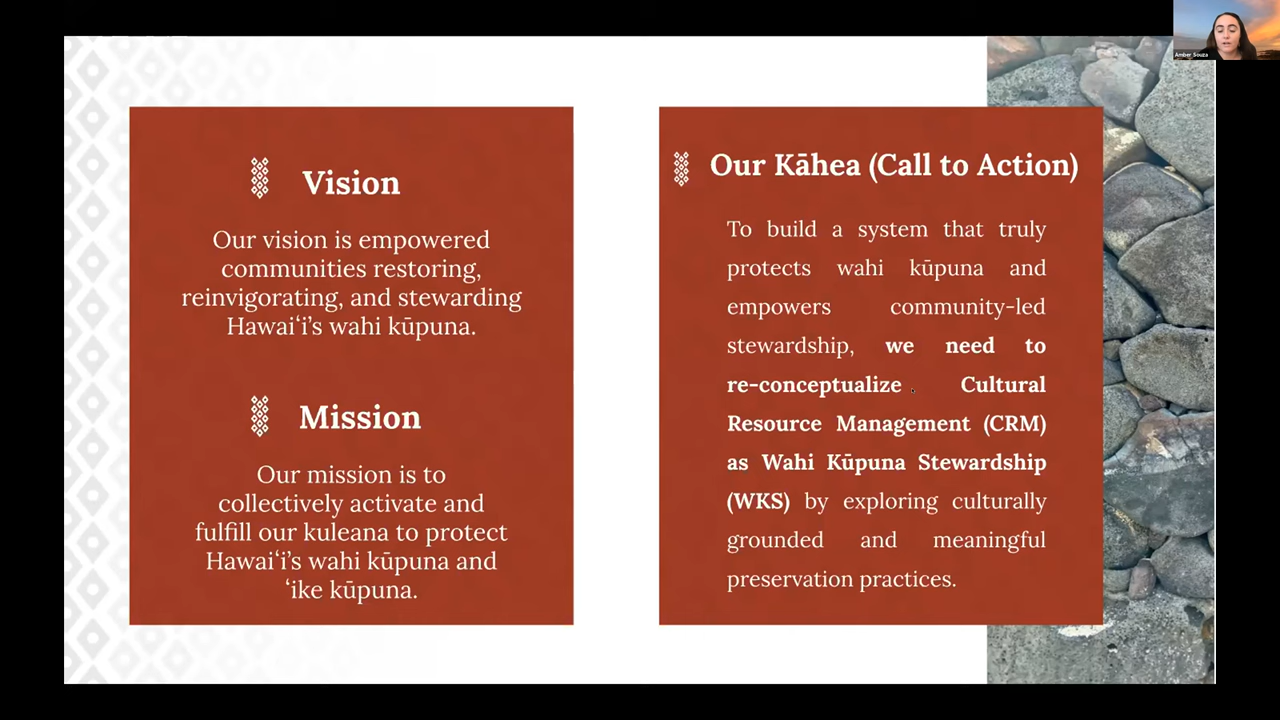 Vision
Our vision is empowered
communities restoring,
reinvigorating, and stewarding
Hawaiʻi’s wahi kūpuna.
Mission
Our mission is to
collectively activate and
fulfill our kuleana to protect
Hawaiʻi’s wahi kūpuna and
ʻike kūpuna.
Our Kāhea (Call to Action)
To build a system that truly
protects wahi kūpuna and
empowers community-led
stewardship, we need to
re-conceptualize Cultural
Resource Management (CRM)
as Wahi Kūpuna Stewardship
(WKS) by exploring culturally
grounded and meaningful
preservation practices.
Amber Souza